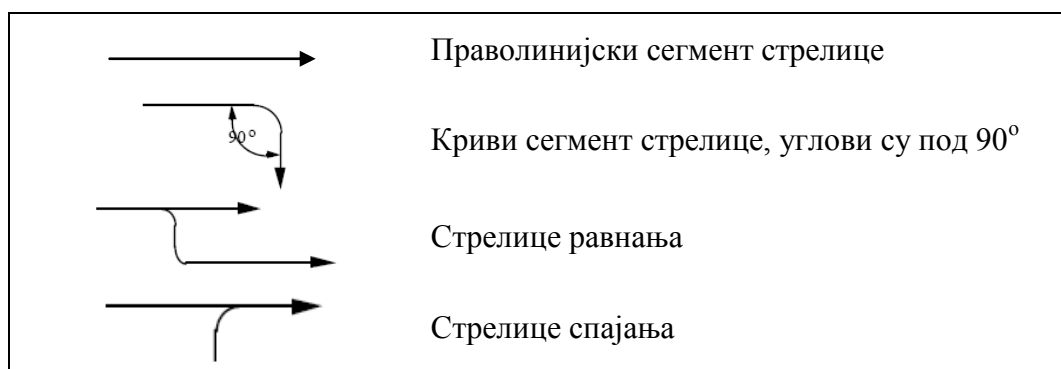 Праволинијски сегмент стрелице
90°
Криви сегмент стрелице, углови су под 90°
Стрелице равнања
Стрелице спајања